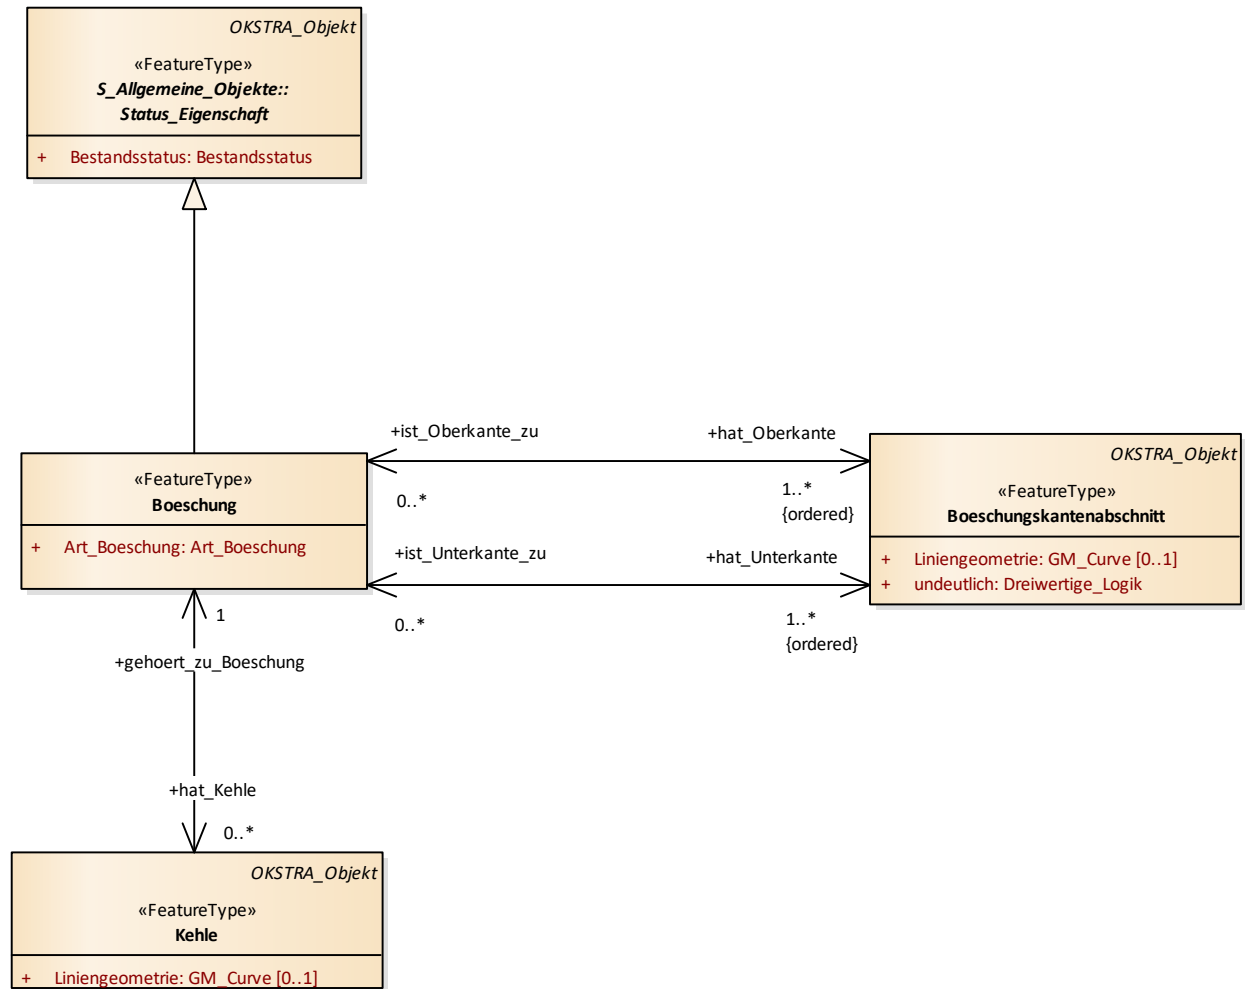 OKSTRA_Objekt
«FeatureType»
S_Allgemeine_Objekte::
Status_Eigenschaft
+ Bestandsstatus: Bestandsstatus
+ist_Oberkante_zu
+hat_Oberkante
0..*
1..*
{ordered}
«FeatureType»
Boeschung
+ Art_Boeschung: Art_Boeschung
OKSTRA_Objekt
«FeatureType»
Boeschungskantenabschnitt
+ Liniengeometrie: GM_Curve [0..1]
+ undeutlich: Dreiwertige_Logik
+ist_Unterkante_zu
+hat_Unterkante
0..*
1..*
{ordered}
1
+gehoert_zu_Boeschung
+hat_Kehle
0..*
OKSTRA_Objekt
«FeatureType»
Kehle
+ Liniengeometrie: GM_Curve [0..1]